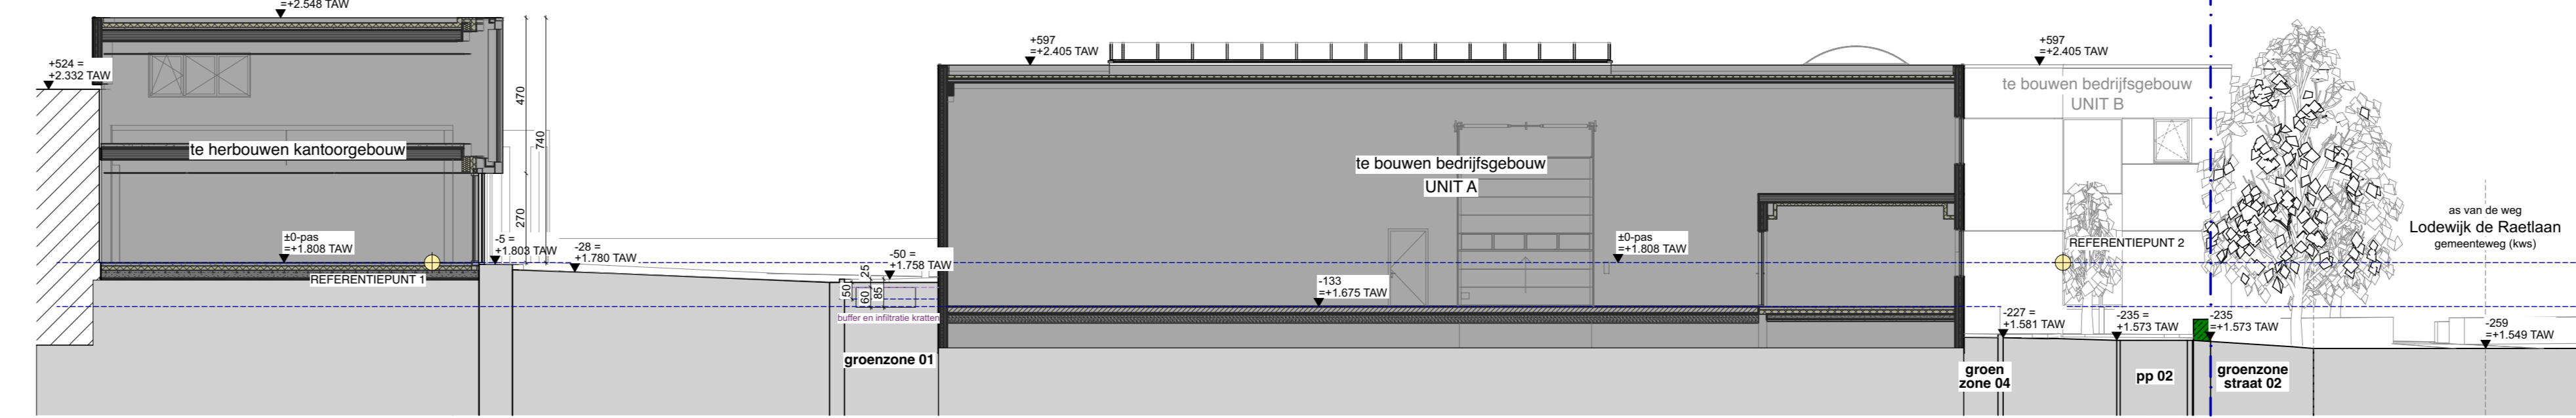 =+2.548 TAW
+524 =
+2.332 TAW
te herbouwen kantoorgebouw
±0-pas
=+1.808 TAW
REFERENTIEPUNT 1
470
740
270
-5 =
+1.803 TAW
-28 =
=+1.780 TAW
-50 =
=+1.758 TAW
25
50
60
85
buffer en infiltratie kratten
groenzone 01
+597
=+2.405 TAW
te bouwen bedrijfsgebouw
UNIT A
±0-pas
=+1.808 TAW
-133
=+1.675 TAW
+597
=+2.405 TAW
te bouwen bedrijfsgebouw
UNIT B
REFERENTIEPUNT 2
-227 =
+1.581 TAW
-235 =
+1.573 TAW
-235
=+1.573 TAW
groen
zone 04
pp 02
groenzone
straat 02
as van de weg
Lodewijk de Raetlaan
gemeenteweg (kws)
-259
=+1.549 TAW